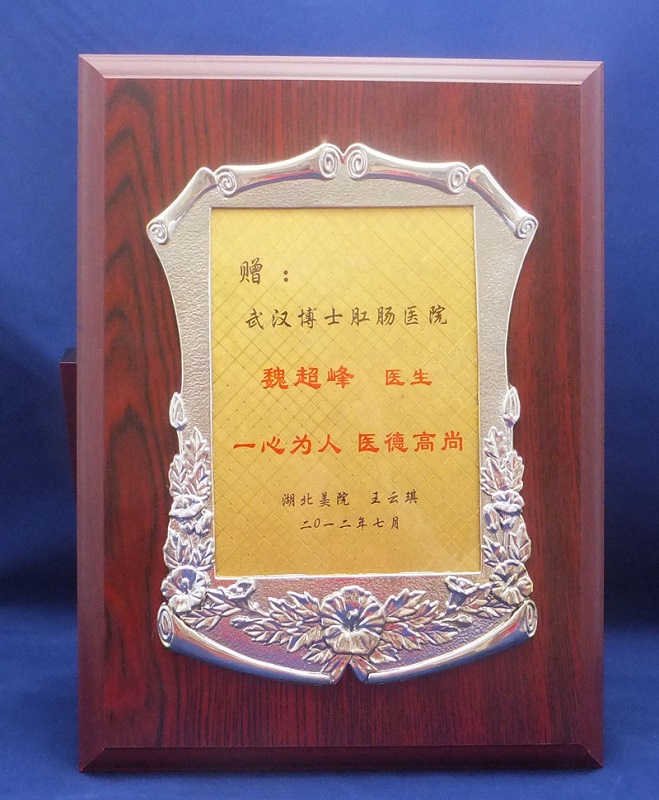 赠：
武汉博士肛肠医院
魏超峰 医生
一心为人 医德高尚
湖北美院 王云琪
二〇一二年七月